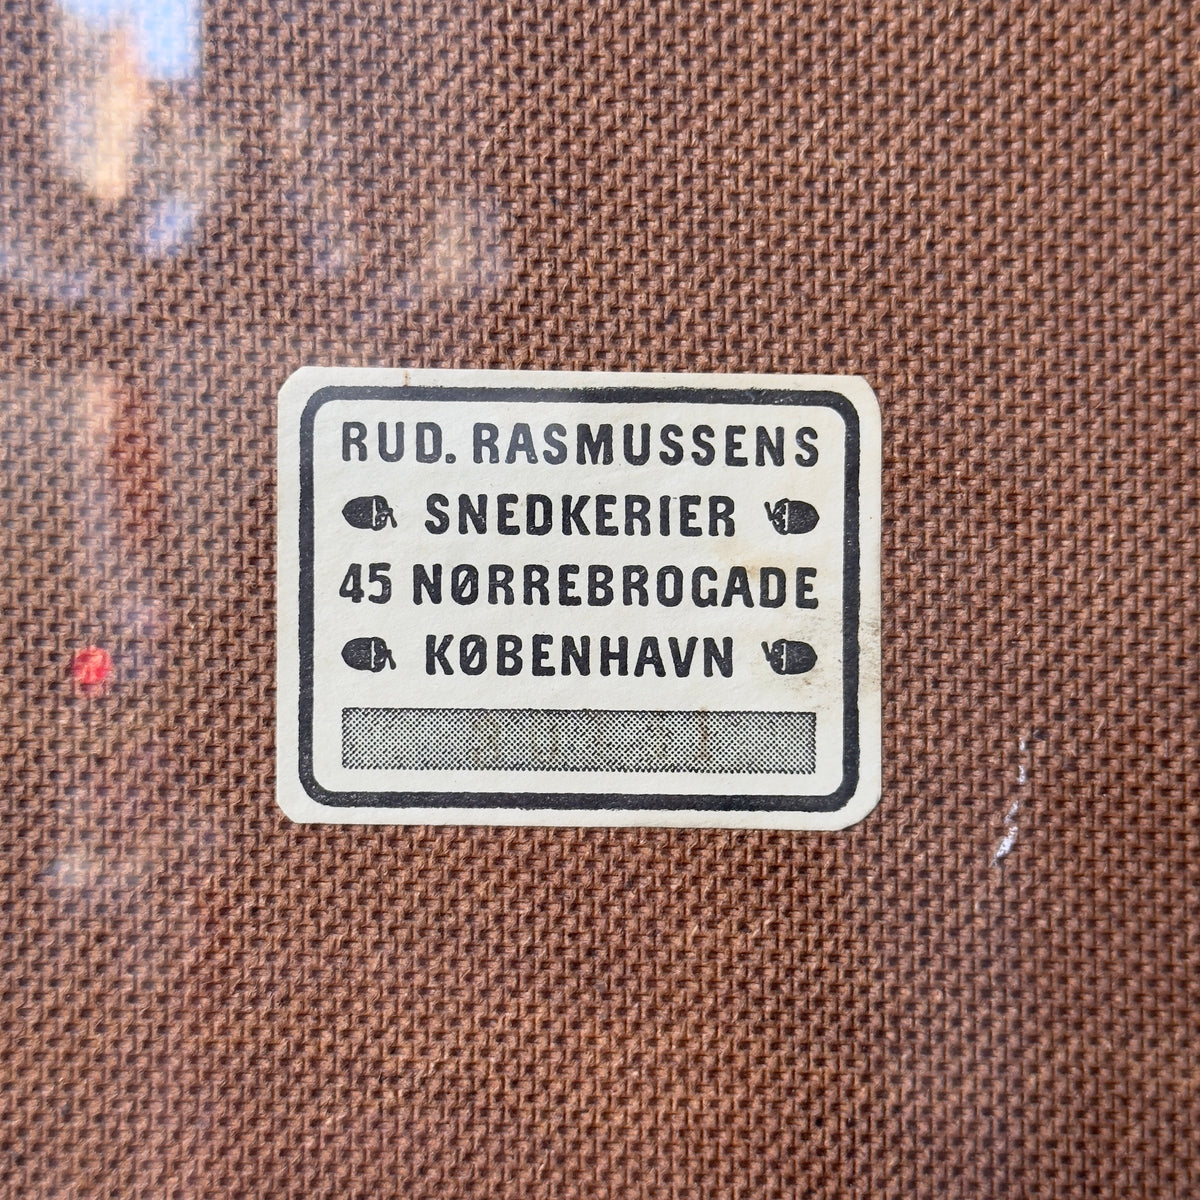 RUD. RASMUSSENS
SNEDKERIER
45 NØRREBROGADE
KØBENHAVN